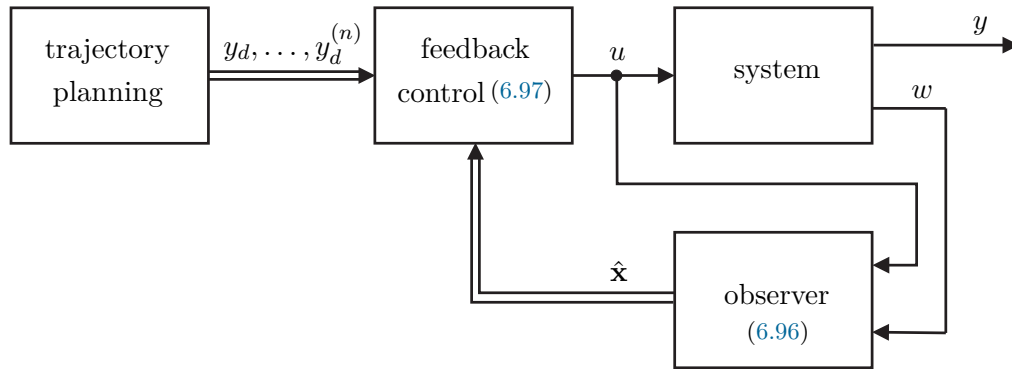 trajectory
planning
y_d, . . . , y_d^{(n)}
feedback
control (6.97)
u
system
y
w
x̂
observer
(6.96)